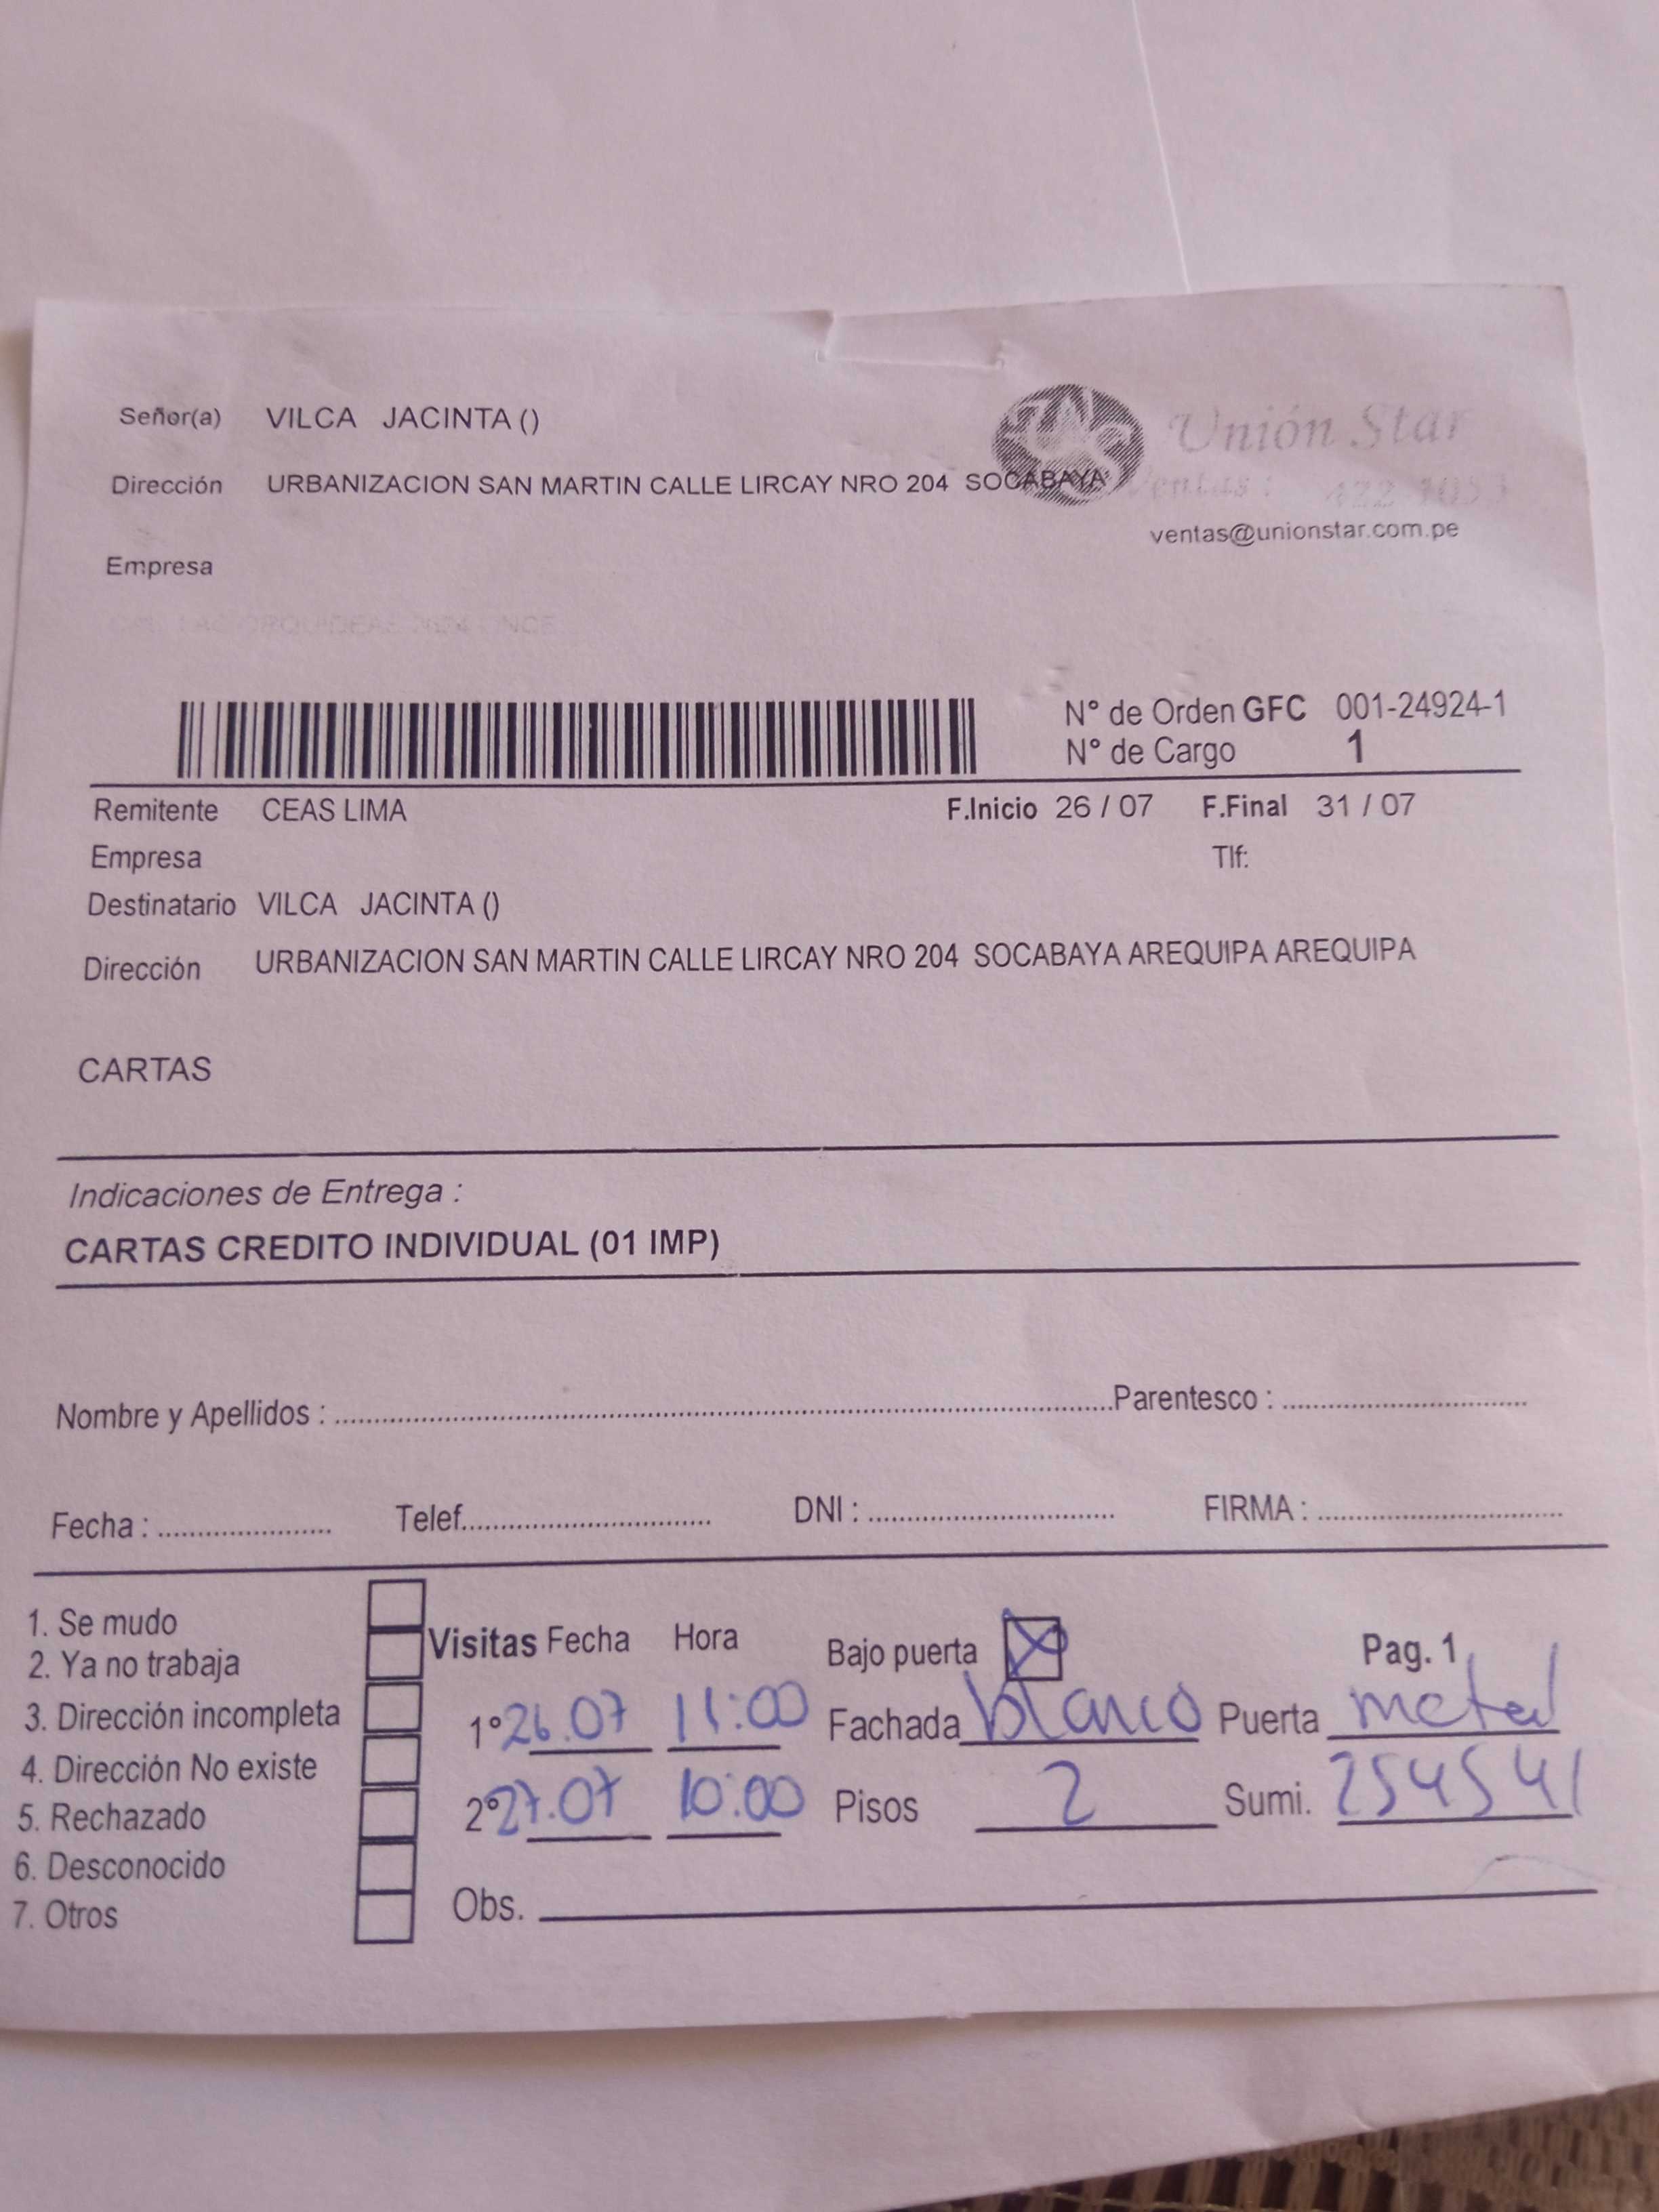 Señor(a) VILCA JACINTA ()
Unión Star
Dirección URBANIZACION SAN MARTIN CALLE LIRCAY NRO 204 SOCABAYA
ventas@unionstar.com.pe
Empresa
N° de Orden GFC 001-24924-1
N° de Cargo 1
Remitente CEAS LIMA F.Inicio 26 / 07 F.Final 31 / 07
Empresa Tlf:
Destinatario VILCA JACINTA ()
Dirección URBANIZACION SAN MARTIN CALLE LIRCAY NRO 204 SOCABAYA AREQUIPA AREQUIPA
CARTAS
Indicaciones de Entrega :
CARTAS CREDITO INDIVIDUAL (01 IMP)
Nombre y Apellidos : Parentesco :
Fecha : Telef. DNI : FIRMA :
1. Se mudo
2. Ya no trabaja
3. Dirección incompleta
4. Dirección No existe
5. Rechazado
6. Desconocido
7. Otros
Visitas Fecha Hora Bajo puerta Pag. 1
1° 26.07 11:00 Fachada blanco Puerta metal
2° 27.07 10:00 Pisos 2 Sumi. 254541
Obs.